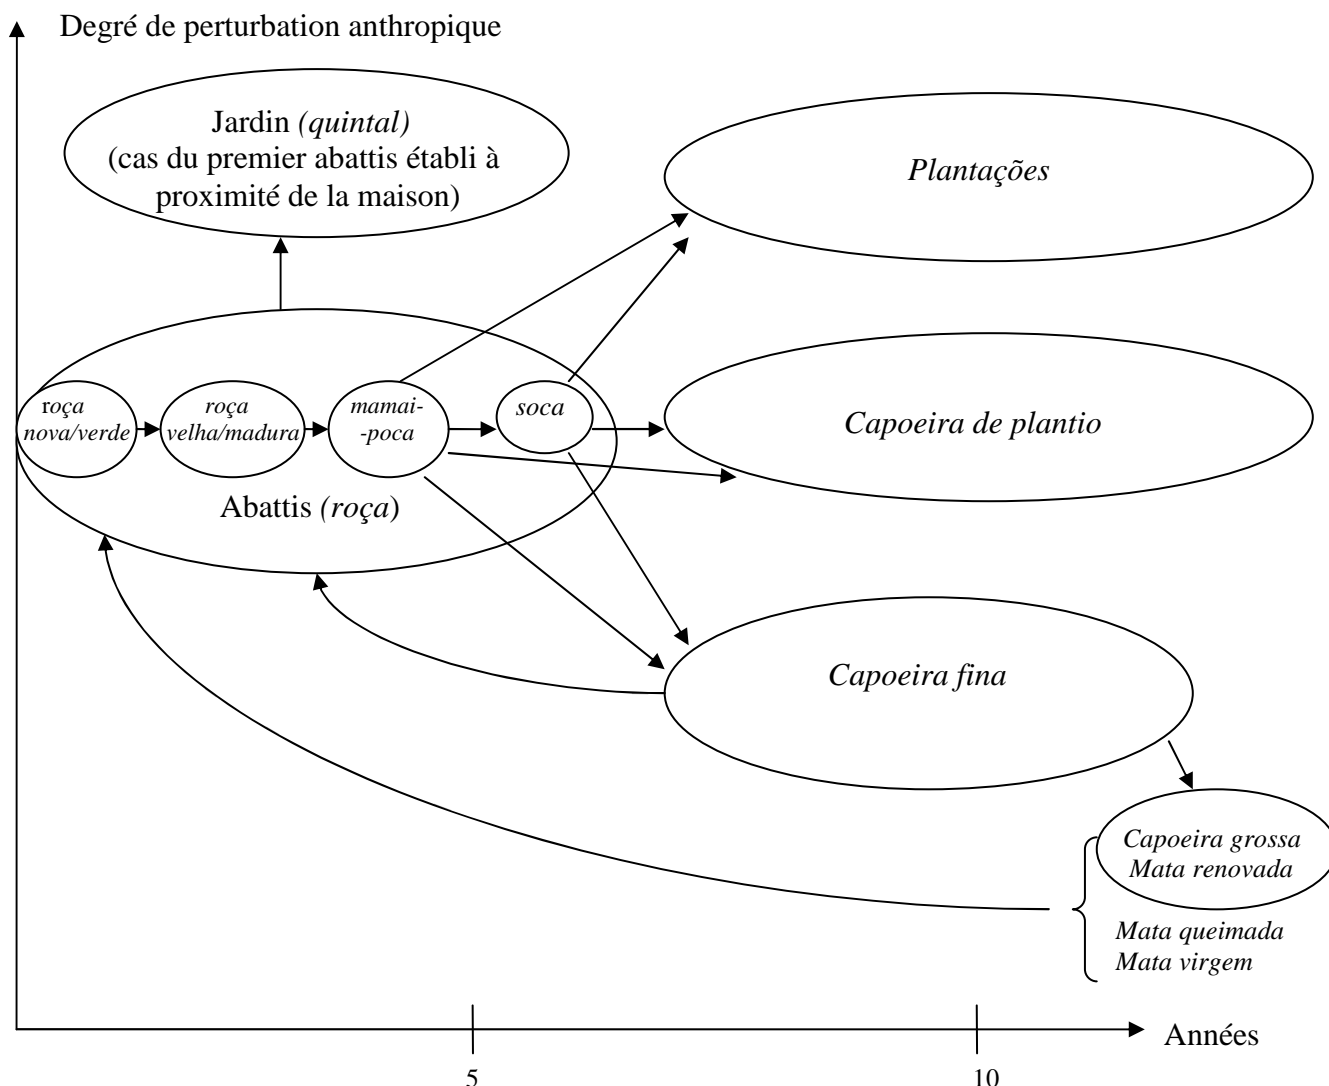 Degré de perturbation anthropique
Jardin (quintal)
(cas du premier abattis établi à
proximité de la maison)
Plantações
roça
nova/verde
roça
velha/madura
mamai-
-poca
soca
Capoeira de plantio
Abattis (roça)
Capoeira fina
Capoeira grossa
Mata renovada
Mata queimada
Mata virgem
Années
5
10